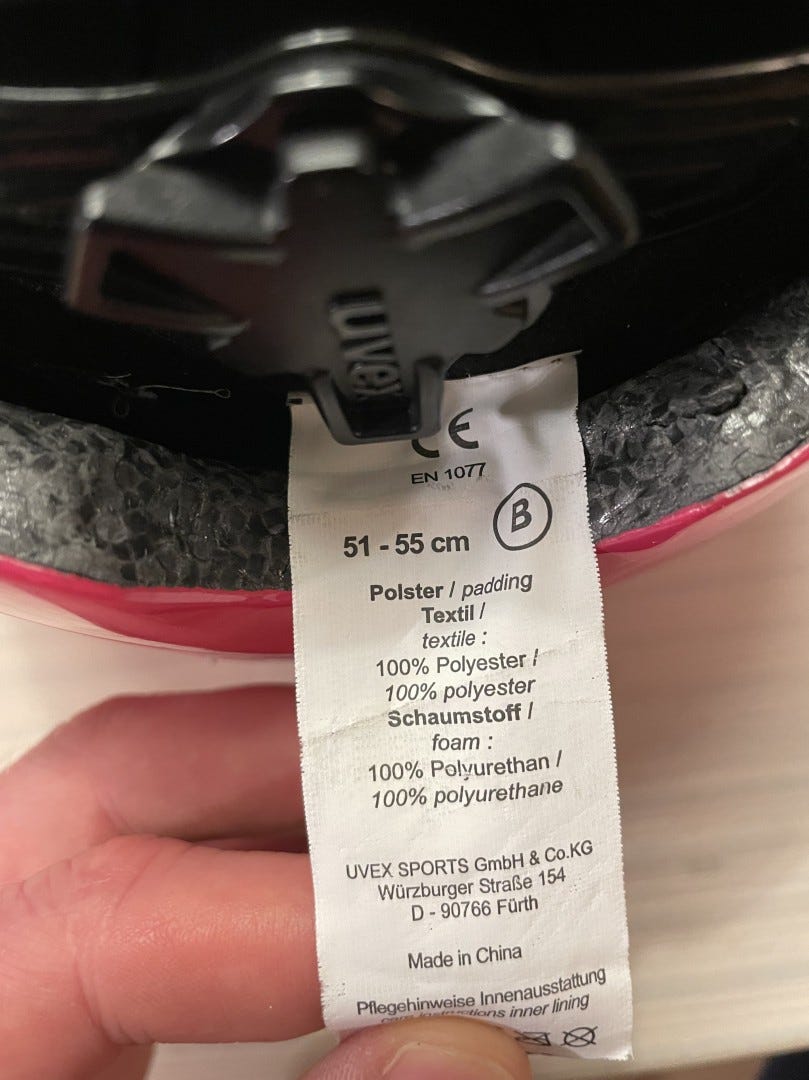 uvex
CE
EN 1077
B
51 - 55 cm
Polster / padding
Textil /
textile :
100% Polyester /
100% polyester
Schaumstoff /
foam :
100% Polyurethan /
100% polyurethane
UVEX SPORTS GmbH & Co.KG
Würzburger Straße 154
D - 90766 Fürth
Made in China
Pflegehinweise Innenausstattung
care instructions inner lining